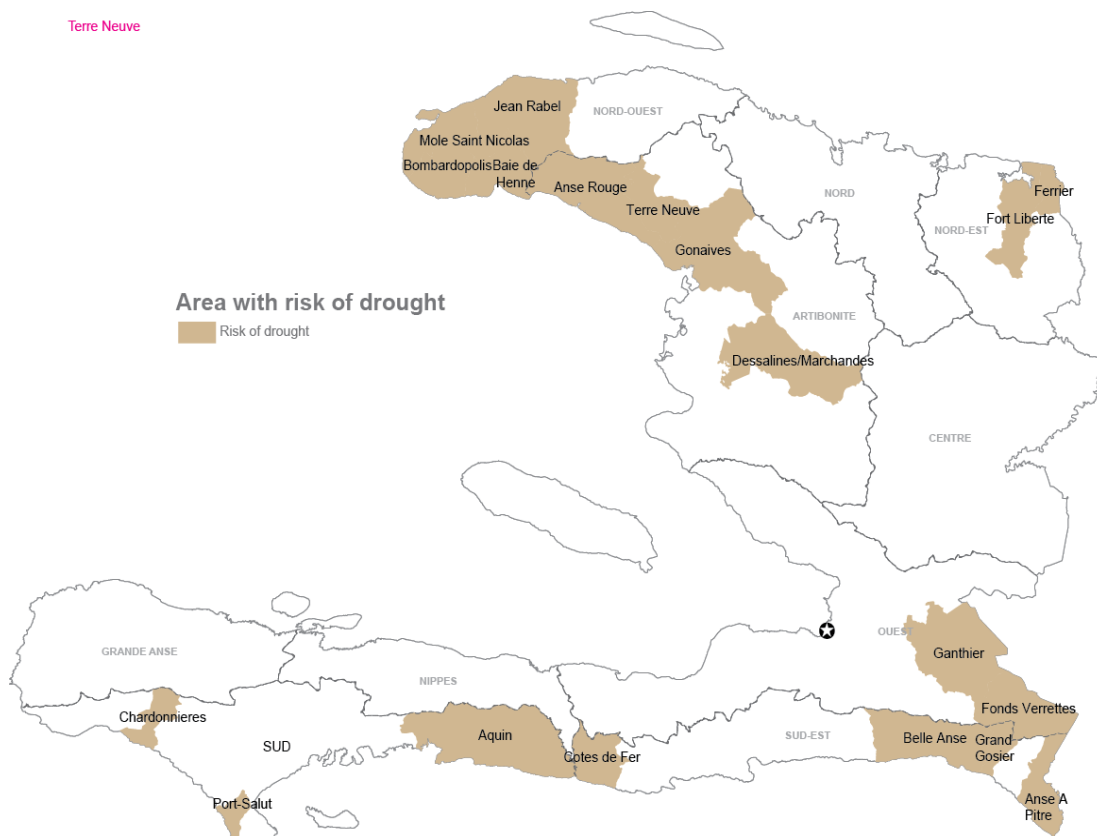 Terre Neuve
Jean Rabel
NORD-OUEST
Mole Saint Nicolas
Bombardopolis
Baie de
Henne
Anse Rouge
Terre Neuve
Gonaives
NORD
Ferrier
Fort Liberte
NORD-EST
Area with risk of drought
Risk of drought
ARTIBONITE
Dessalines/Marchandes
CENTRE
OUEST
GRANDE ANSE
Ganthier
NIPPES
Fonds Verrettes
Chardonnieres
SUD
Aquin
Cotes de Fer
SUD-EST
Belle Anse
Grand
Gosier
Port-Salut
Anse A
Pitre